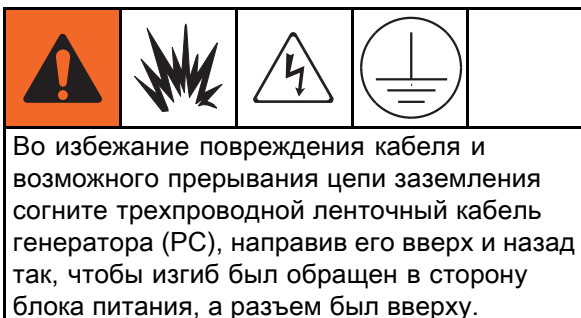 Во избежание повреждения кабеля и
возможного прерывания цепи заземления
согните трехпроводной ленточный кабель
генератора (PC), направив его вверх и назад
так, чтобы изгиб был обращен в сторону
блока питания, а разъем был вверху.